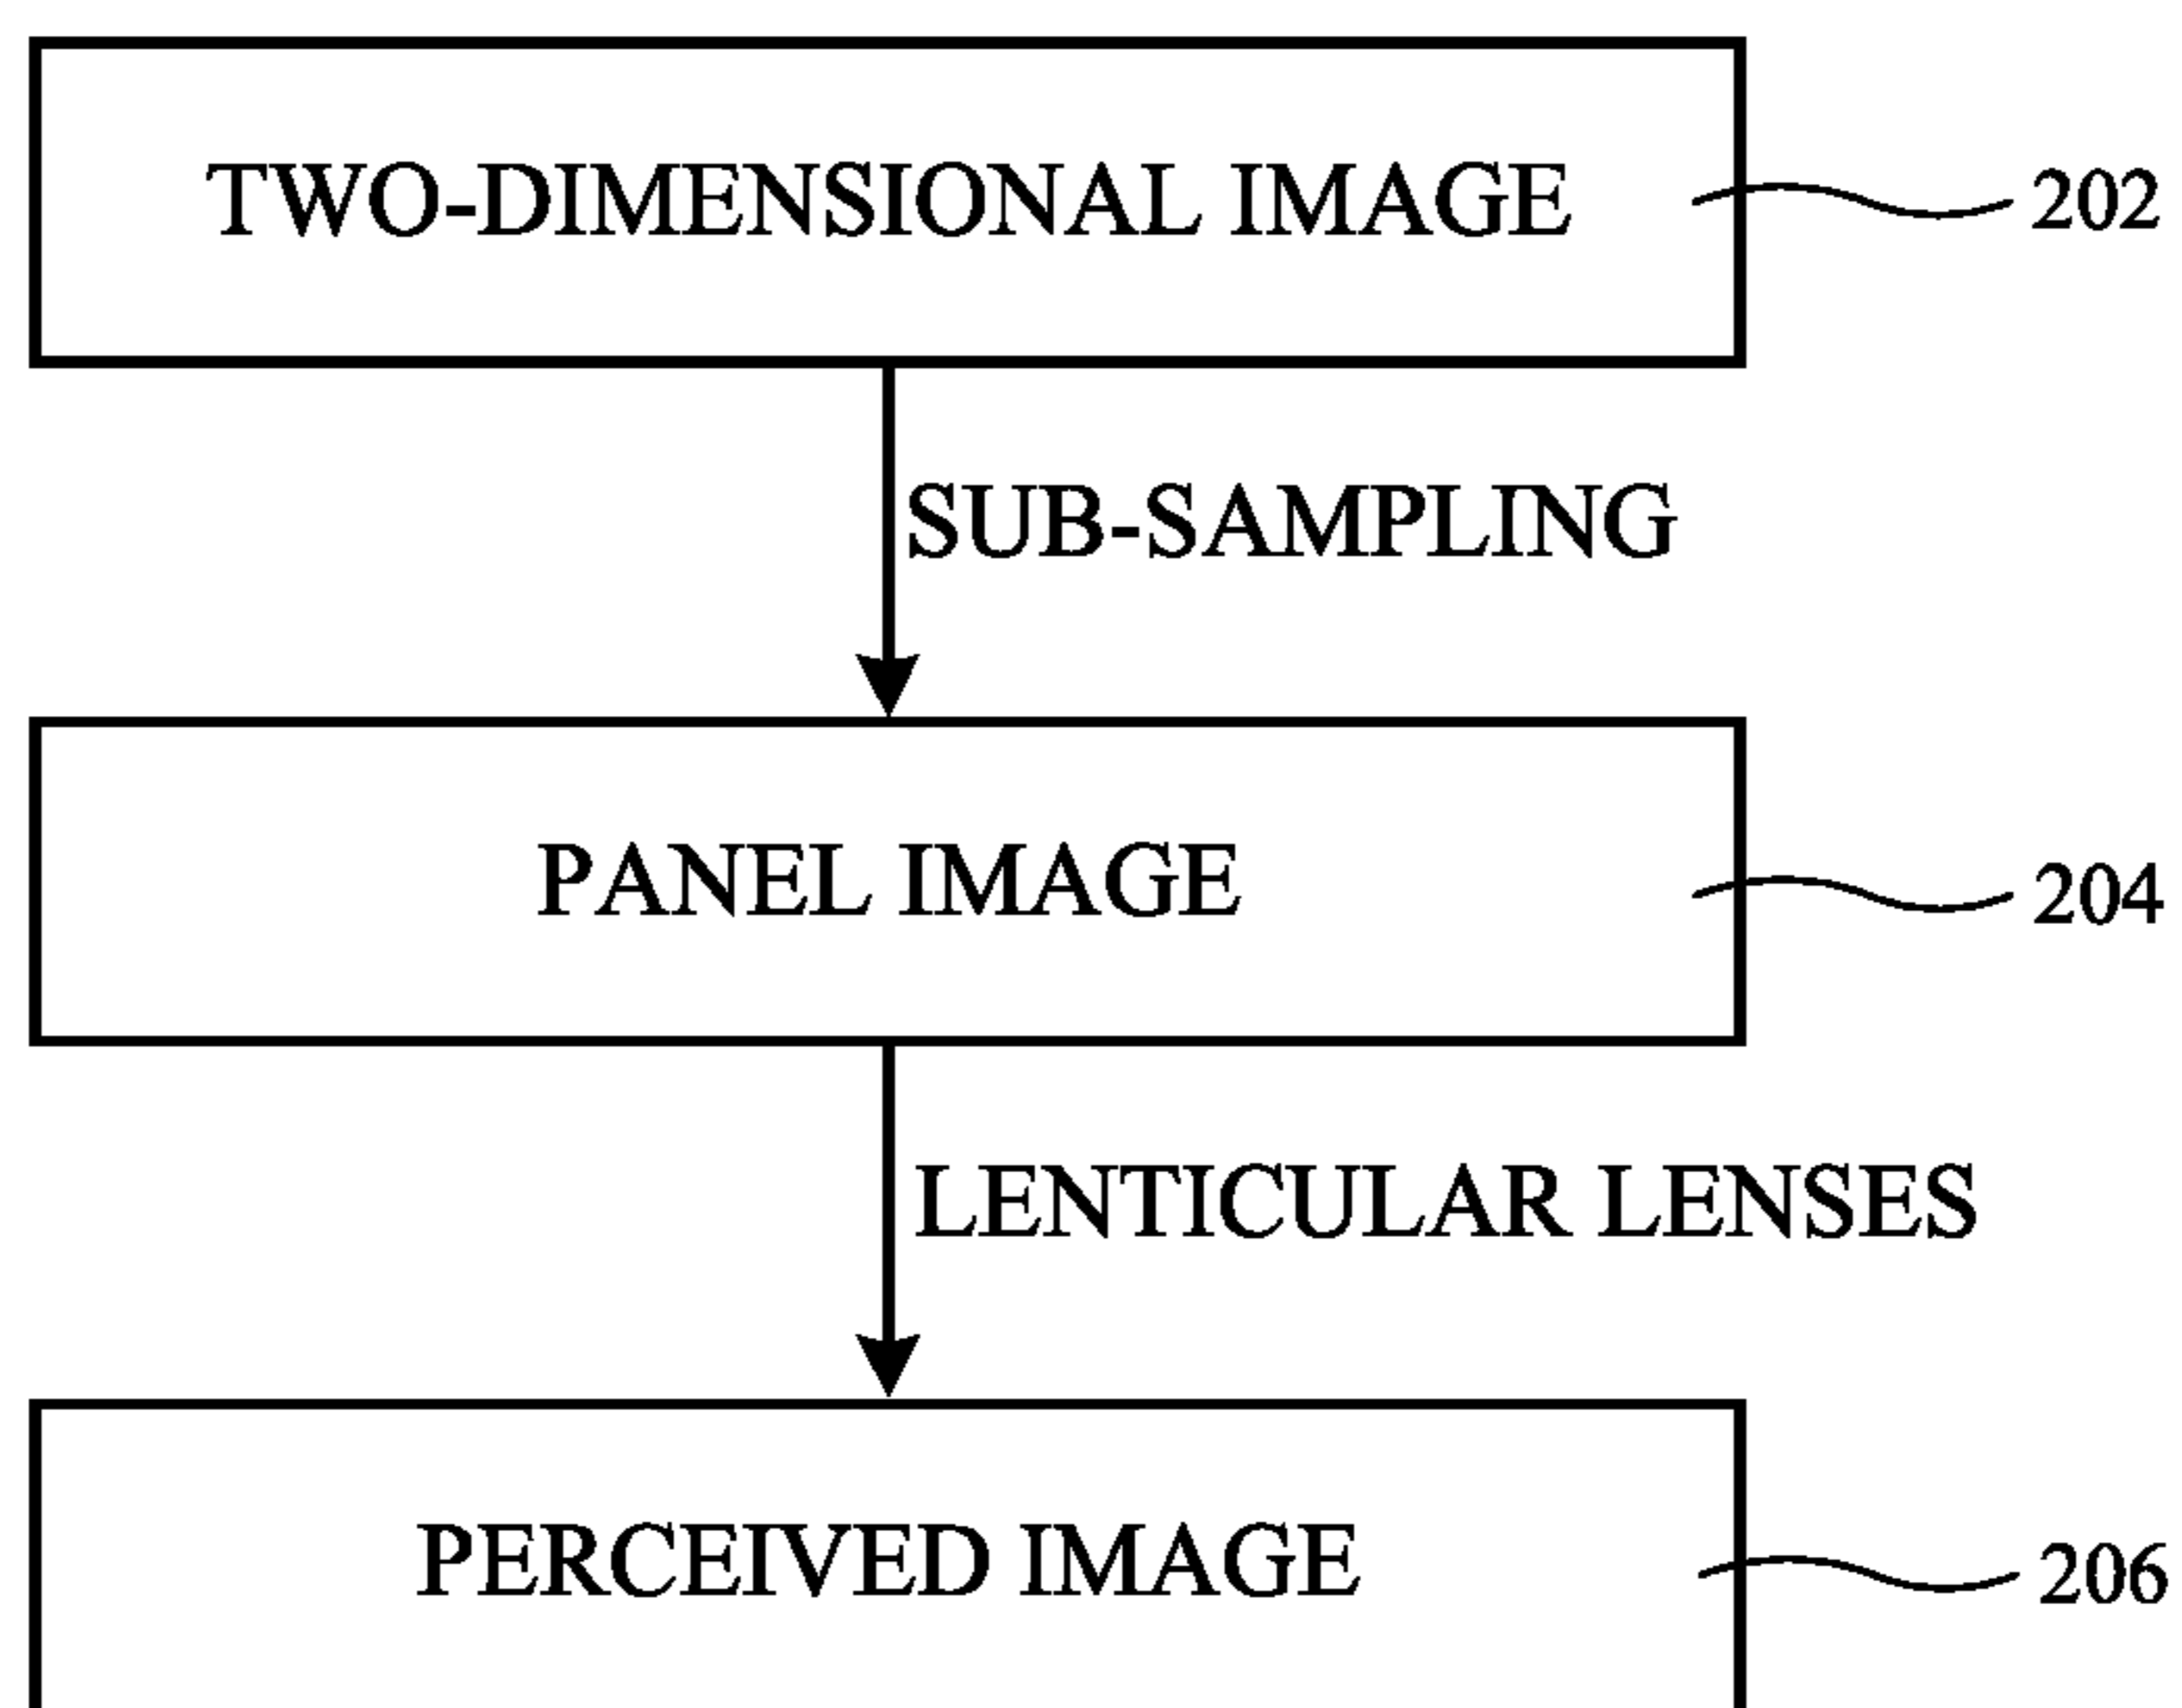 TWO-DIMENSIONAL IMAGE 202
SUB-SAMPLING
PANEL IMAGE 204
LENTICULAR LENSES
PERCEIVED IMAGE 206